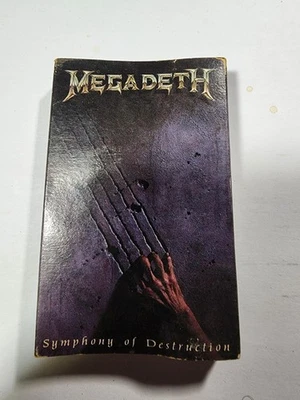 MEGADETH
Symphony of Destruction